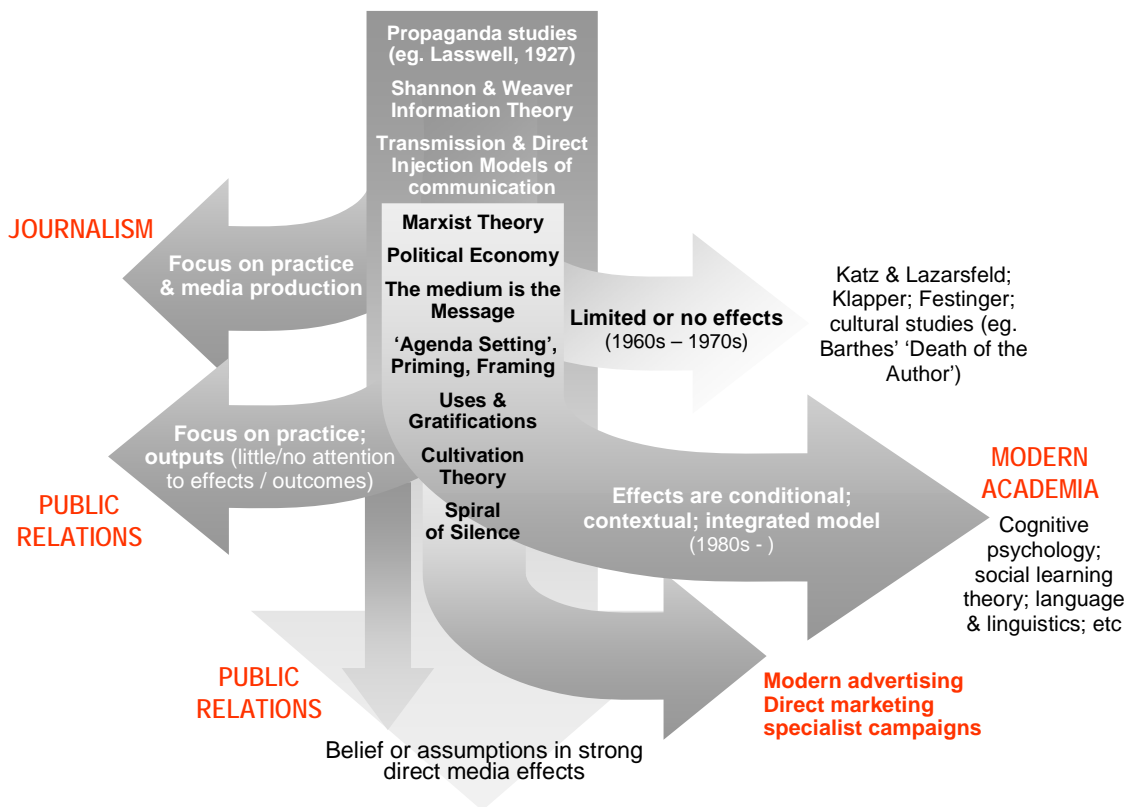 Propaganda studies
(eg. Lasswell, 1927)
Shannon & Weaver
Information Theory
Transmission & Direct
Injection Models of
communication
Marxist Theory
Political Economy
The medium is the
Message
‘Agenda Setting’,
Priming, Framing
Uses &
Gratifications
Cultivation
Theory
Spiral
of Silence
JOURNALISM
Focus on practice
& media production
Limited or no effects
(1960s – 1970s)
Katz & Lazarsfeld;
Klapper; Festinger;
cultural studies (eg.
Barthes’ ‘Death of the
Author’)
Focus on practice;
outputs (little/no attention
to effects / outcomes)
PUBLIC
RELATIONS
Effects are conditional;
contextual; integrated model
(1980s - )
MODERN
ACADEMIA
Cognitive
psychology;
social learning
theory; language
& linguistics; etc
PUBLIC
RELATIONS
Modern advertising
Direct marketing
specialist campaigns
Belief or assumptions in strong
direct media effects